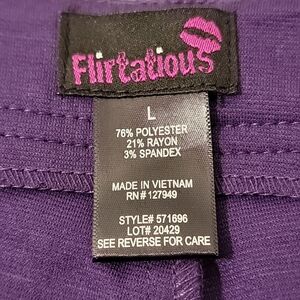 Flirtatious
L
76% POLYESTER
21% RAYON
3% SPANDEX
MADE IN VIETNAM
RN# 127949
STYLE# 571696
LOT# 20429
SEE REVERSE FOR CARE